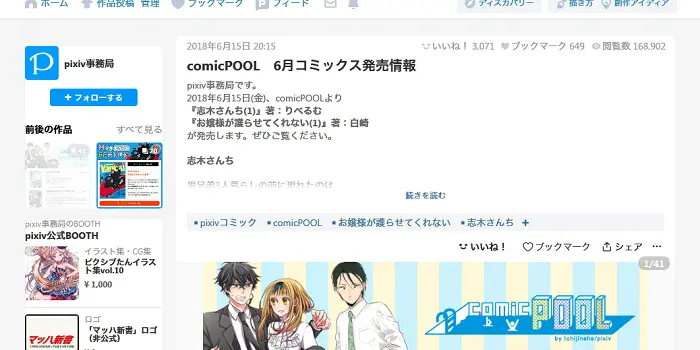 ホーム
作品投稿
管理
ブックマーク
フィード
ディスカバリー
描き方
創作アイディア
pixiv事務局
+ フォローする
前後の作品 すべて見る
pixiv事務局のBOOTH
pixiv公式BOOTH
イラスト集・CG集
ピクシブたんイラス
ト集vol.10
¥ 1,000
ロゴ
「マッハ新書」ロゴ
(非公式)
マッハ新書
2018年6月15日 20:15
いいね! 3,071 ブックマーク 649 閲覧数 168,902
comicPOOL 6月コミックス発売情報
pixiv事務局です。
2018年6月15日(金)、comicPOOLより
『志木さんち(1)』著：りべるむ
『お嬢様が護らせてくれない(1)』著：白崎
が発売します。ぜひご覧ください。
志木さんち
続きを読む
pixivコミック comicPOOL お嬢様が護らせてくれない 志木さんち +
いいね! ブックマーク シェア
1/41
comic POOL
by ichijinsha/pixiv